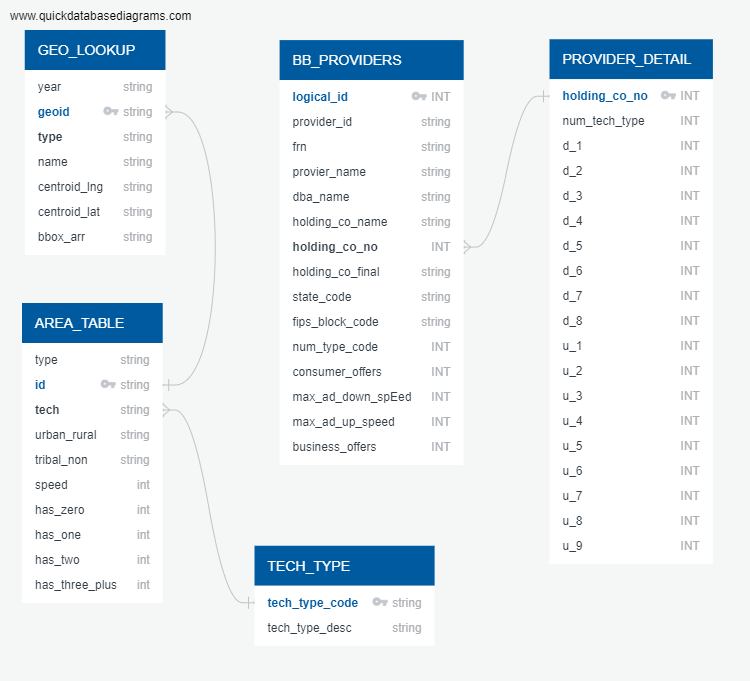 www.quickdatabasediagrams.com
GEO_LOOKUP
year string
geoid string
type string
name string
centroid_lng string
centroid_lat string
bbox_arr string
AREA_TABLE
type string
id string
tech string
urban_rural string
tribal_non string
speed int
has_zero int
has_one int
has_two int
has_three_plus int
BB_PROVIDERS
logical_id INT
provider_id string
frn string
provier_name string
dba_name string
holding_co_name string
holding_co_no INT
holding_co_final string
state_code string
fips_block_code string
num_type_code INT
consumer_offers INT
max_ad_down_spEed INT
max_ad_up_speed INT
business_offers INT
TECH_TYPE
tech_type_code string
tech_type_desc string
PROVIDER_DETAIL
holding_co_no INT
num_tech_type INT
d_1 INT
d_2 INT
d_3 INT
d_4 INT
d_5 INT
d_6 INT
d_7 INT
d_8 INT
u_1 INT
u_2 INT
u_3 INT
u_4 INT
u_5 INT
u_6 INT
u_7 INT
u_8 INT
u_9 INT